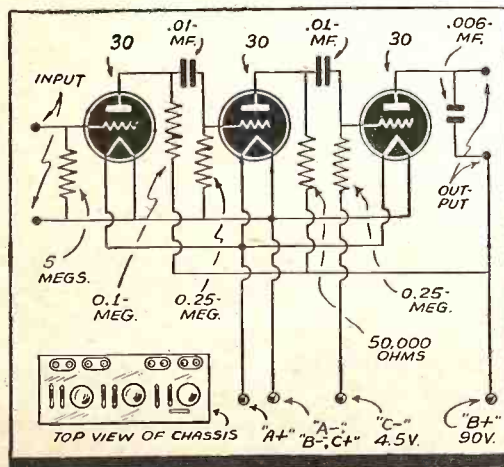 30
.01-
MF.
30
.01-
MF.
30
.006-
MF.
INPUT
OUT-
PUT
5
MEGS.
0.1-
MEG.
0.25-
MEG.
50,000
OHMS
0.25-
MEG.
TOP VIEW OF CHASSIS
"A+"
"A-",
"B-", C+"
"C-"
4.5 V.
"B+"
90V.